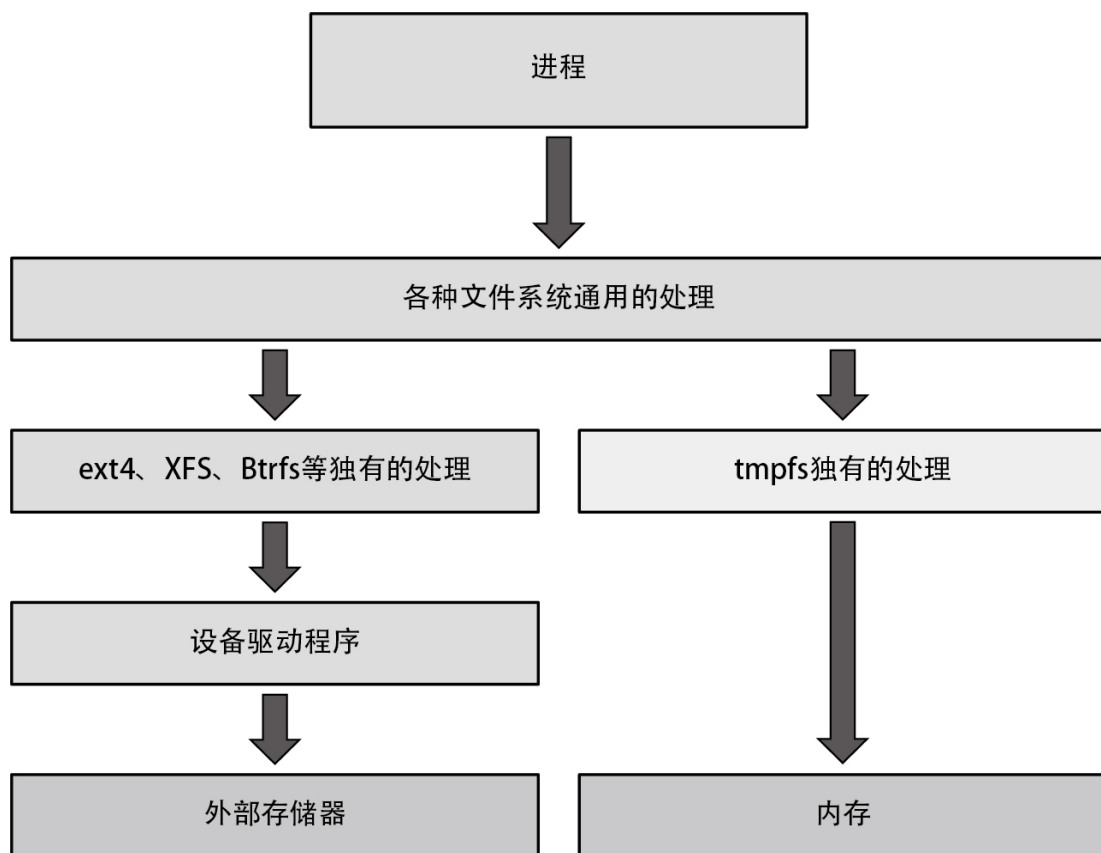 进程
各种文件系统通用的处理
ext4、XFS、Btrfs等独有的处理
tmpfs独有的处理
设备驱动程序
外部存储器
内存